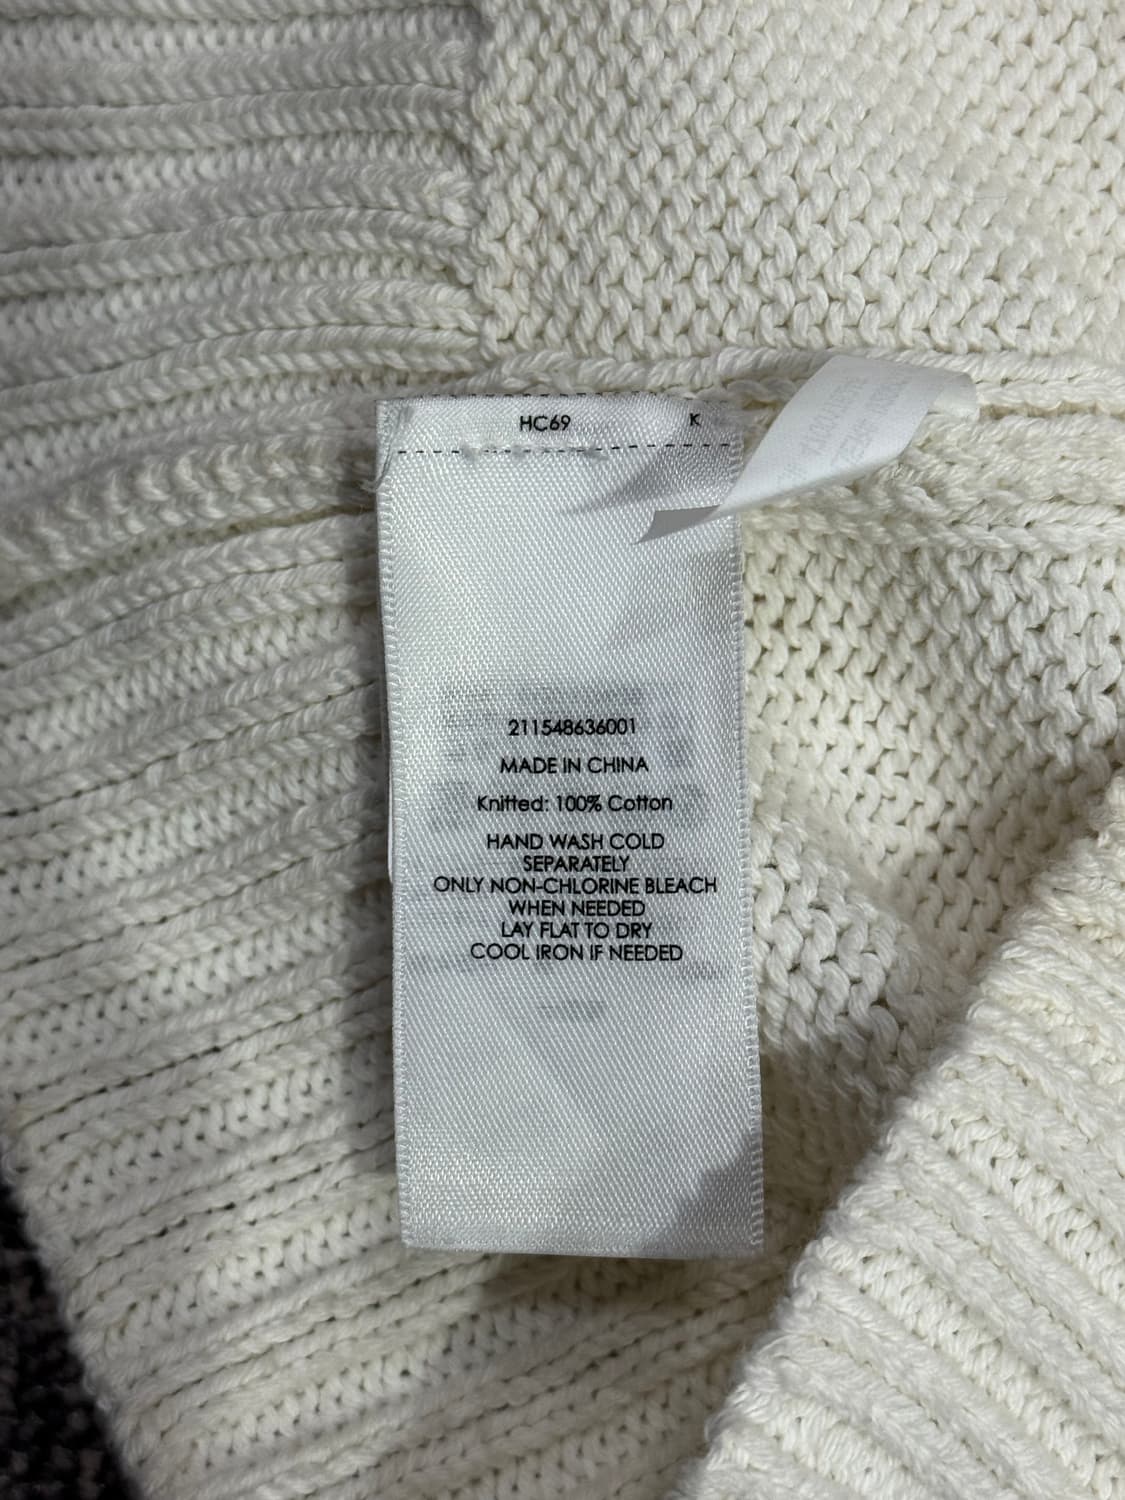 HC69 K
211548636001
MADE IN CHINA
Knitted: 100% Cotton
HAND WASH COLD
SEPARATELY
ONLY NON-CHLORINE BLEACH
WHEN NEEDED
LAY FLAT TO DRY
COOL IRON IF NEEDED